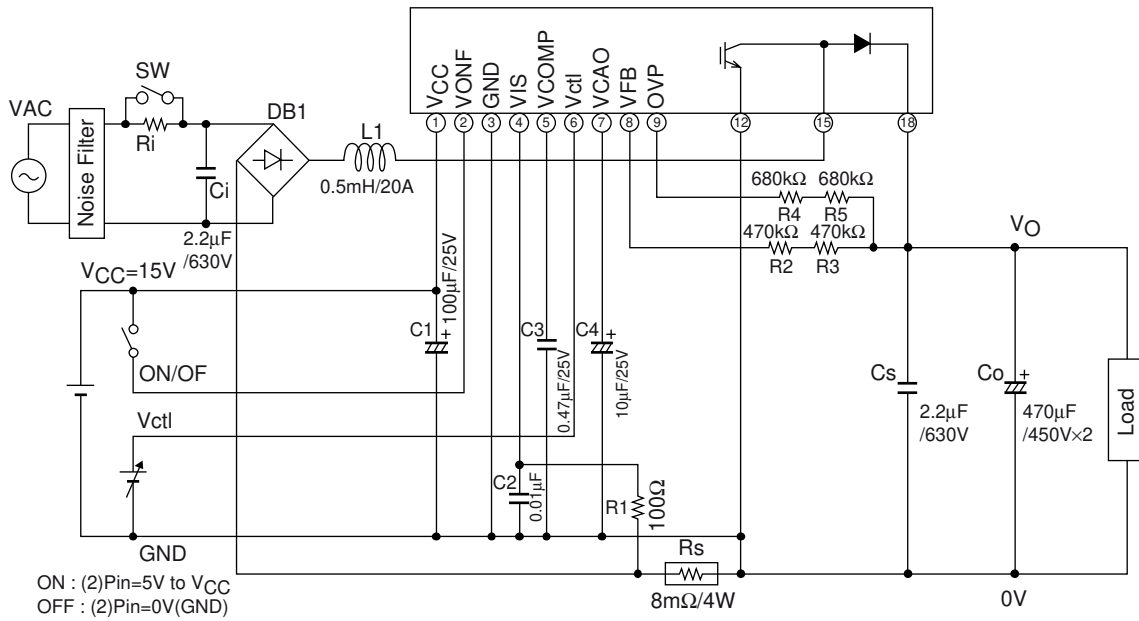 VCC
VONF
GND
VIS
VCOMP
Vctl
VCAO
VFB
OVP
1
2
3
4
5
6
7
8
9
12
15
18
SW
VAC
Noise Filter
Ri
Ci
2.2μF
/630V
DB1
L1
0.5mH/20A
680kΩ
680kΩ
R4
R5
470kΩ
470kΩ
R2
R3
VO
VCC=15V
100μF/25V
C1
+
C3
0.47μF/25V
C4
+
10μF/25V
ON/OF
Vctl
C2
0.01μF
R1
100Ω
Cs
2.2μF
/630V
Co
+
470μF
/450V×2
Load
GND
Rs
8mΩ/4W
0V
ON : (2)Pin=5V to VCC
OFF : (2)Pin=0V(GND)